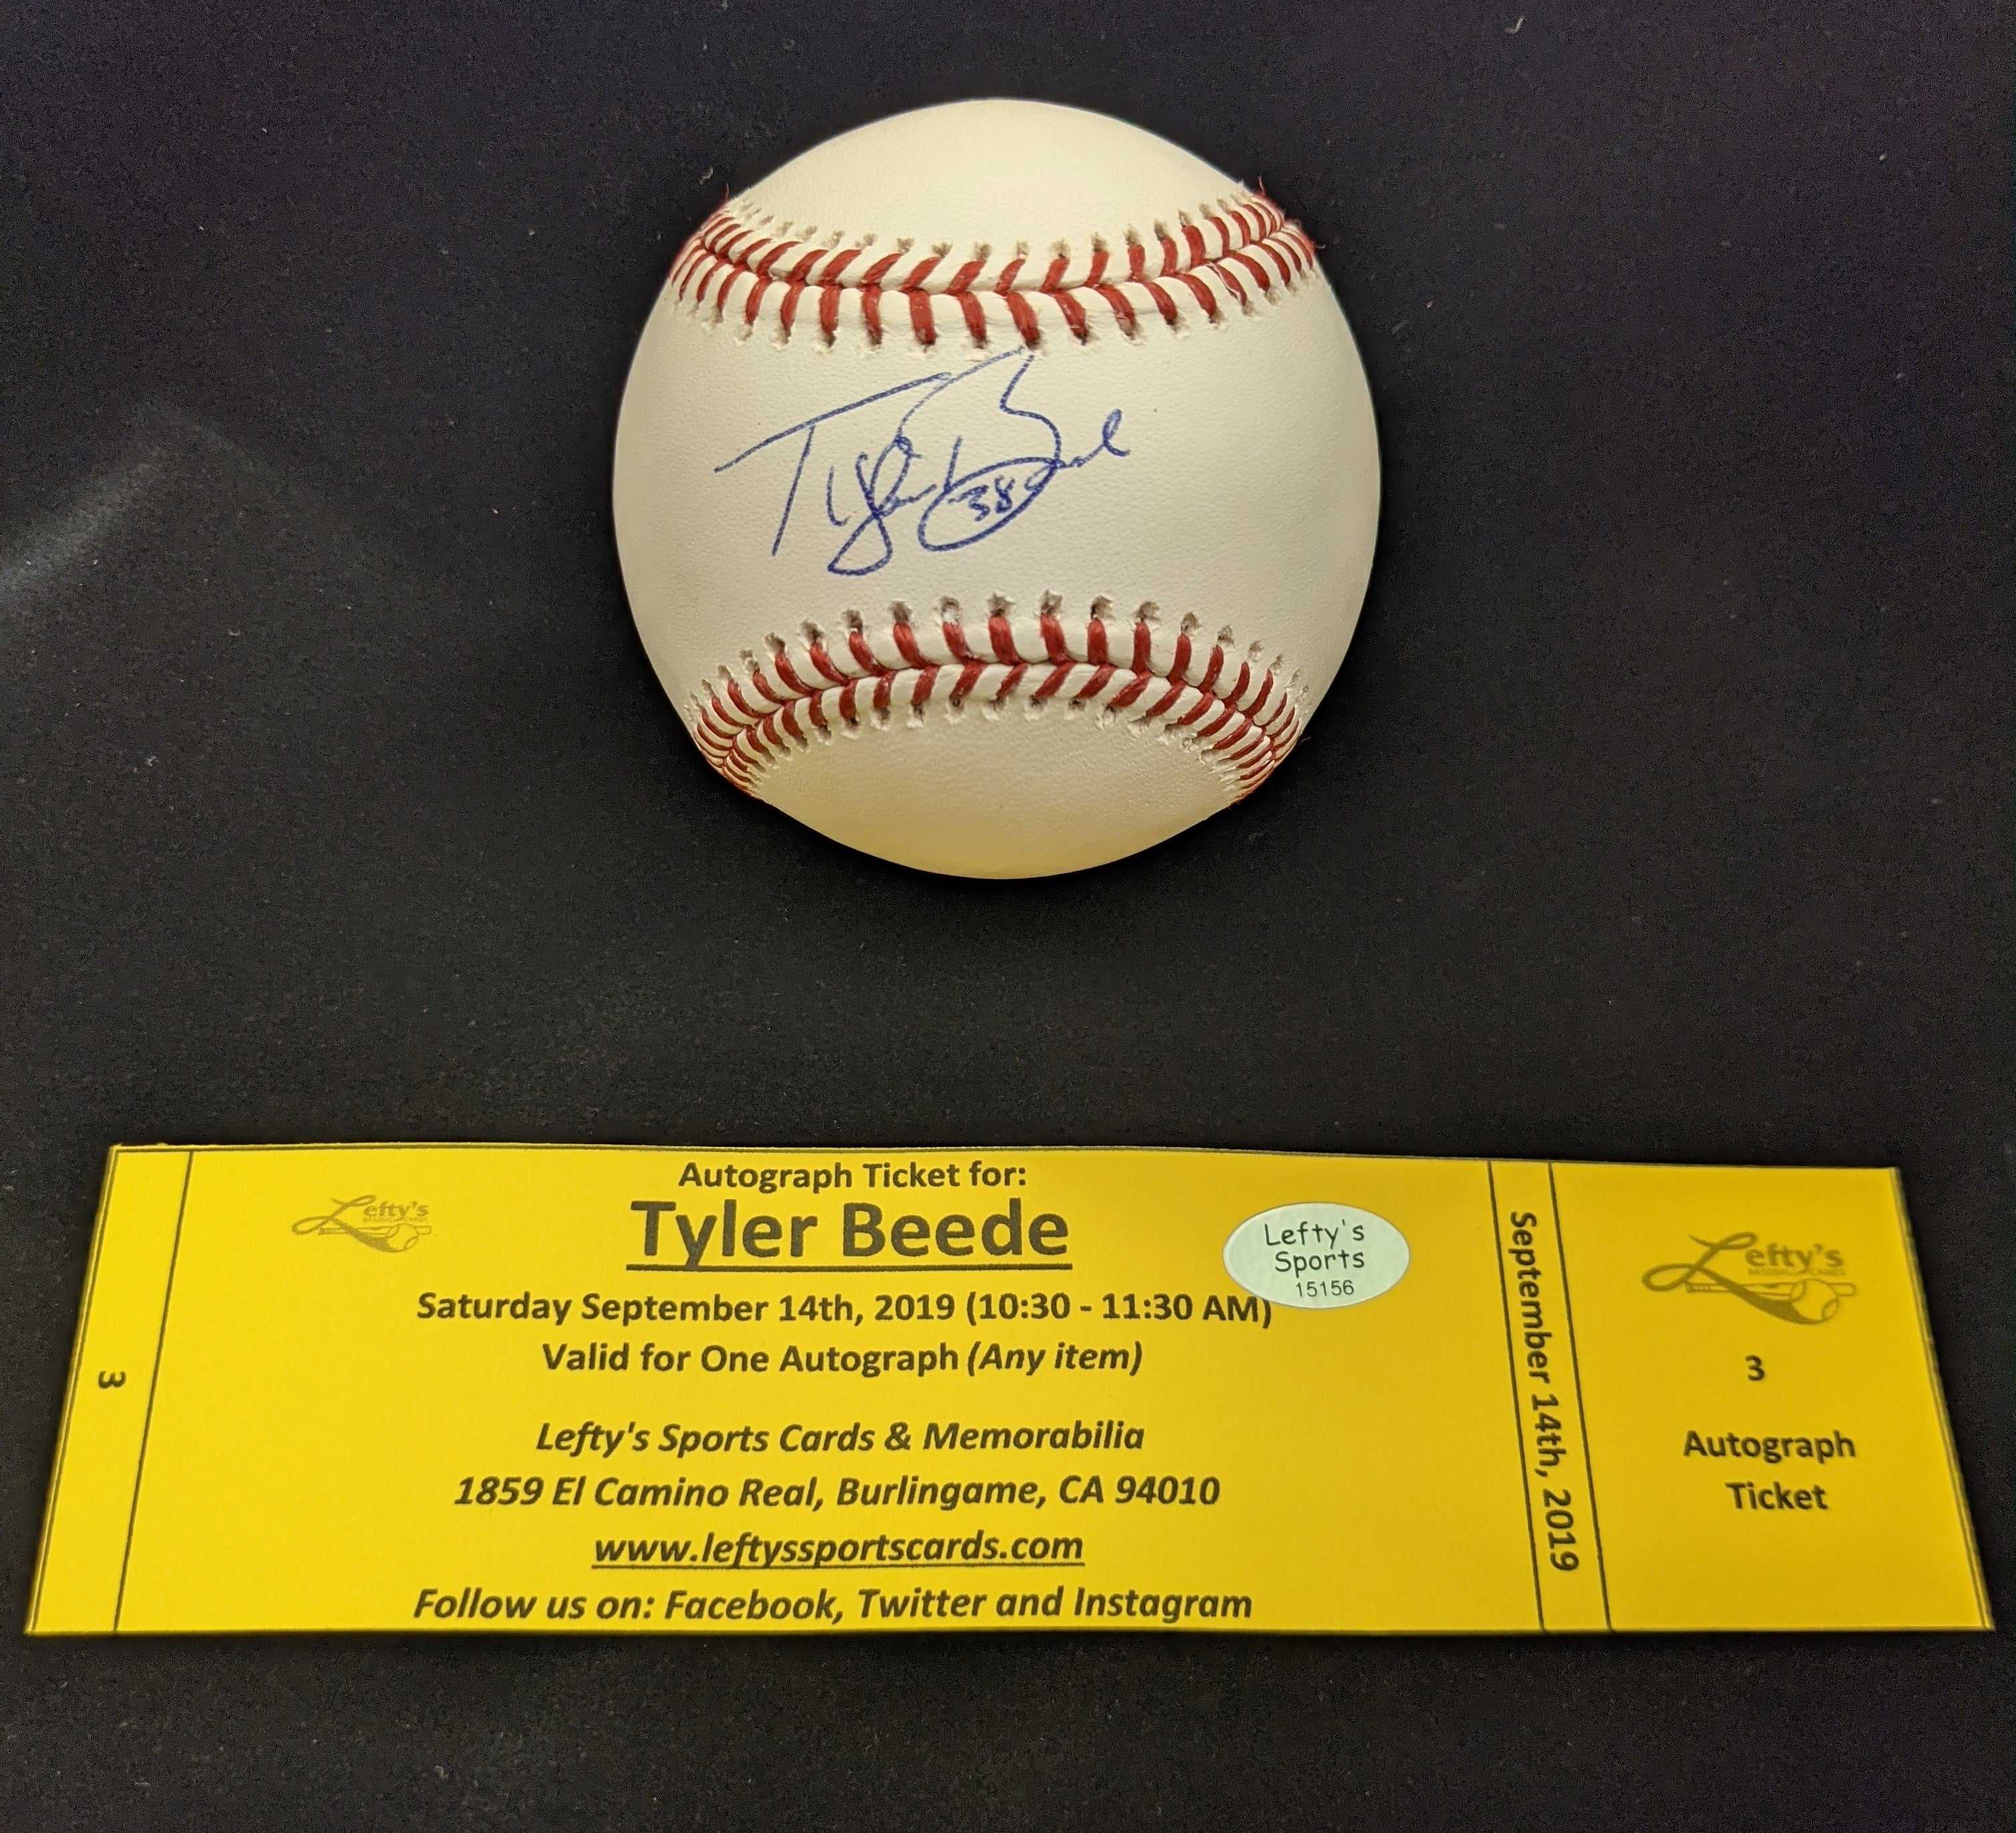 Tyler Beede
38
Autograph Ticket for:
Tyler Beede
Saturday September 14th, 2019 (10:30 - 11:30 AM)
Valid for One Autograph (Any item)
Lefty's Sports Cards & Memorabilia
1859 El Camino Real, Burlingame, CA 94010
www.leftyssportscards.com
Follow us on: Facebook, Twitter and Instagram
3
Lefty's
Lefty's
Sports
15156
September 14th, 2019
Lefty's
3
Autograph
Ticket